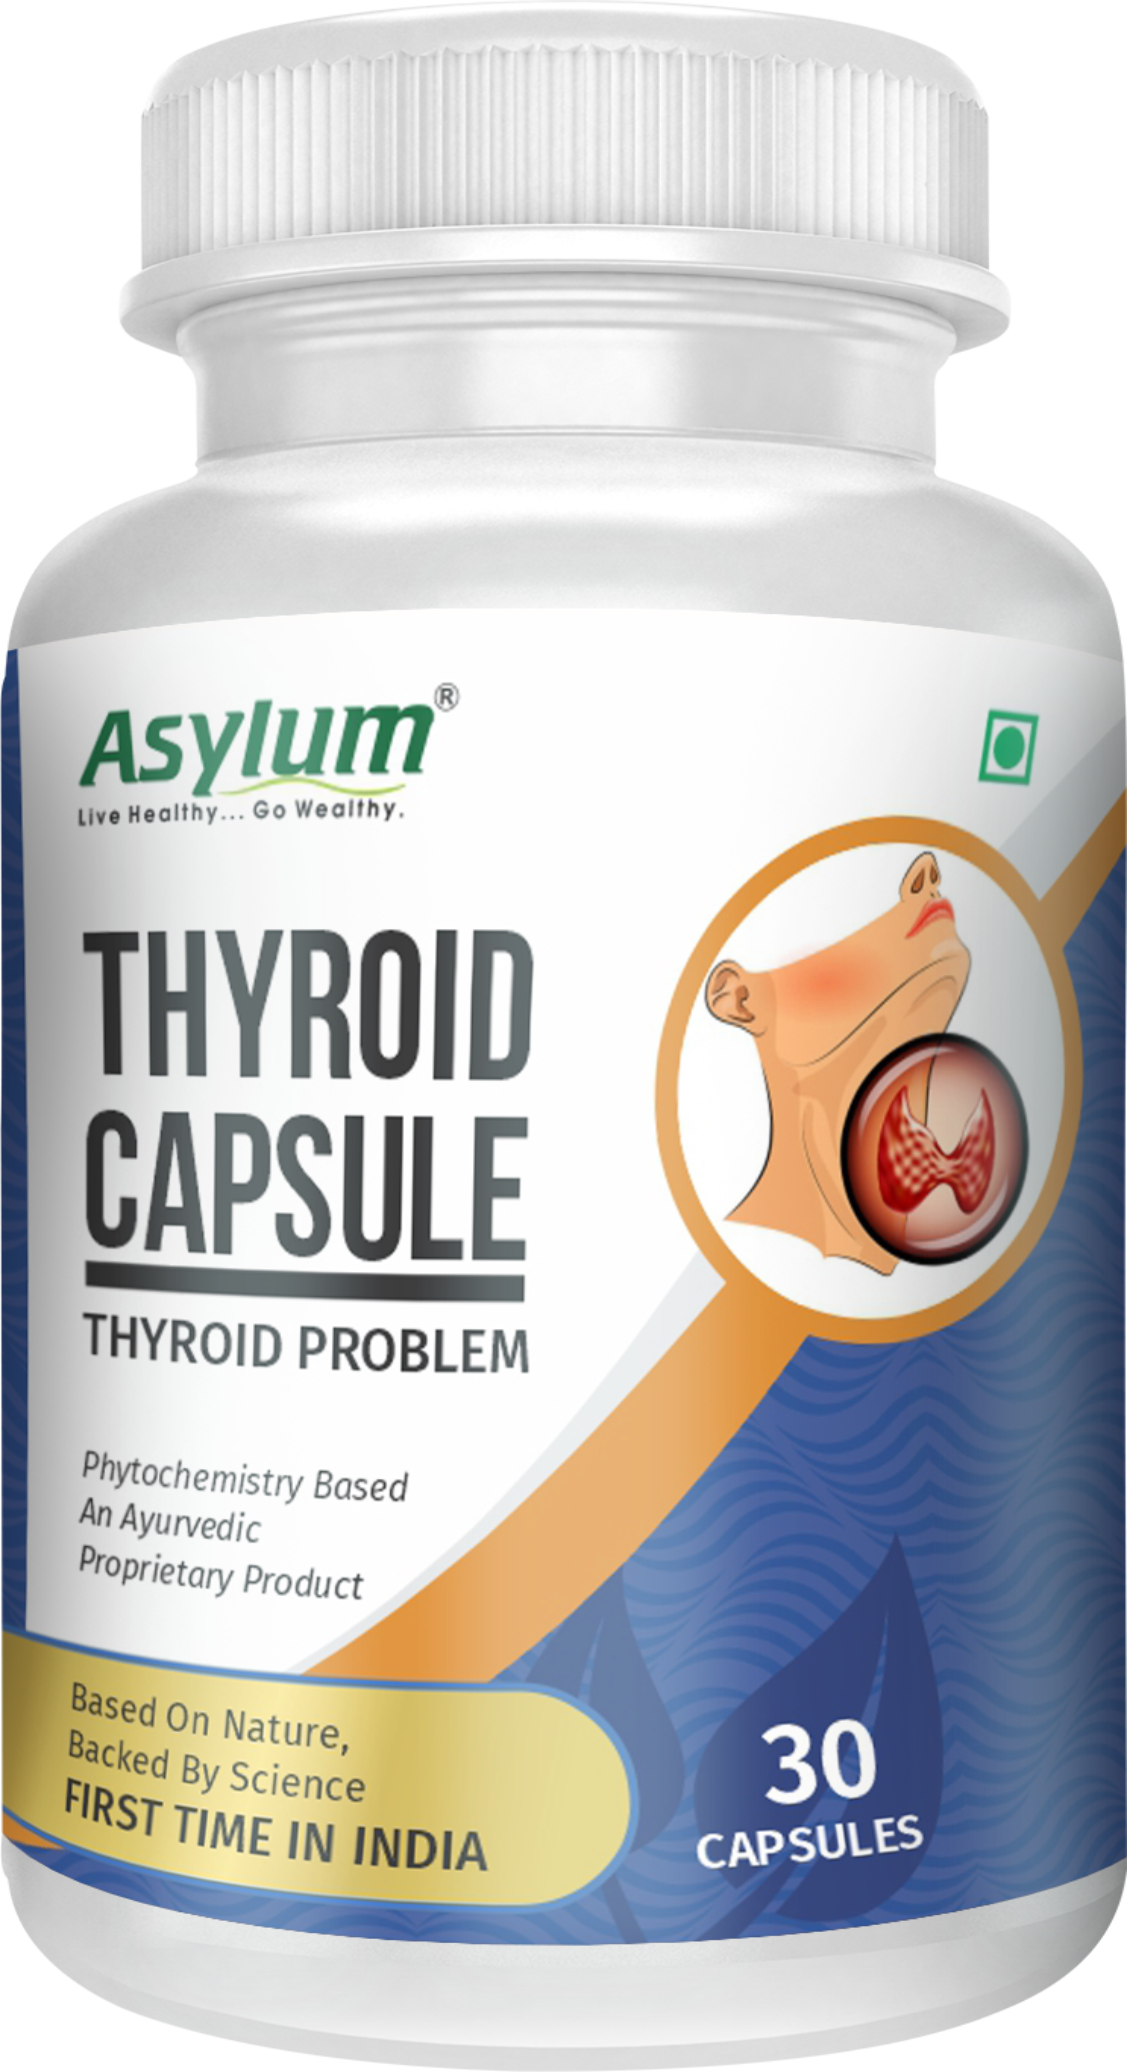 Asylum®
Live Healthy... Go Wealthy.
THYROID
CAPSULE
THYROID PROBLEM
Phytochemistry Based
An Ayurvedic
Proprietary Product
Based On Nature,
Backed By Science
FIRST TIME IN INDIA
30
CAPSULES